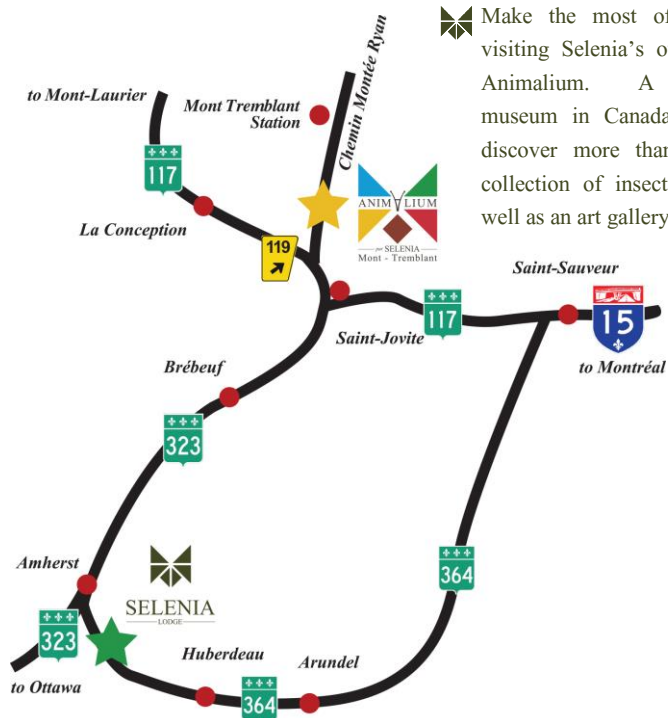 Make the most of
visiting Selenia's
Animalium. A
museum in Canada
discover more than
collection of insect
well as an art gallery
to Mont-Laurier
Mont Tremblant
Station
Chemin Montée Ryan
117
La Conception
119
ANIMALIUM
par SELENIA
Mont - Tremblant
Saint-Sauveur
15
to Montréal
117
Saint-Jovite
Brébeuf
323
Amherst
SELENIA
LODGE
364
323
to Ottawa
Huberdeau
Arundel
364